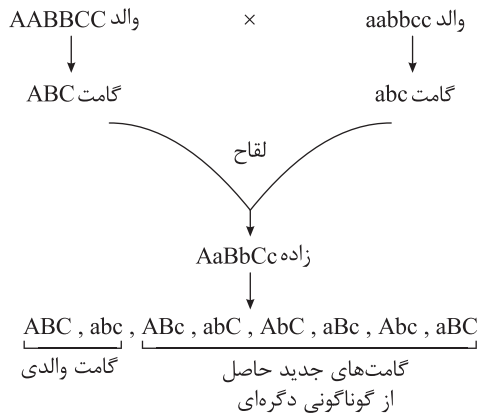 والد AABBCC × والد aabbcc
گامت ABC گامت abc
لقاح
زاده AaBbCc
ABC , abc , ABc , abC , AbC , aBc , Abc , aBC
گامت والدی گامت‌های جدید حاصل
از گوناگونی دگره‌ای